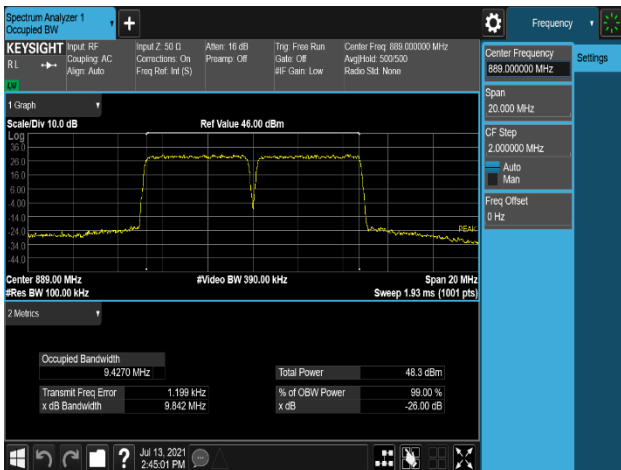 Spectrum Analyzer 1
Occupied BW
+
Frequency
KEYSIGHT
Input: RF
Input Z: 50 Ω
Atten: 16 dB
Trig: Free Run
Center Freq: 889.000000 MHz
RL
Coupling: AC
Corrections: On
Preamp: Off
Gate: Off
Avg|Hold: 500/500
Align: Auto
Freq Ref: Int (S)
#IF Gain: Low
Radio Std: None
LW
Center Frequency
889.000000 MHz
Settings
Span
20.000 MHz
CF Step
2.000000 MHz
Auto
Man
Freq Offset
0 Hz
1 Graph
Scale/Div 10.0 dB
Ref Value 46.00 dBm
Log
36.0
26.0
16.0
6.00
-4.00
-14.0
-24.0
-34.0
-44.0
PEAK
Center 889.00 MHz
#Video BW 390.00 kHz
Span 20 MHz
#Res BW 100.00 kHz
Sweep 1.93 ms (1001 pts)
2 Metrics
Occupied Bandwidth
9.4270 MHz
Total Power
48.3 dBm
Transmit Freq Error
1.199 kHz
% of OBW Power
99.00 %
x dB Bandwidth
9.842 MHz
x dB
-26.00 dB
?
Jul 13, 2021
2:45:01 PM